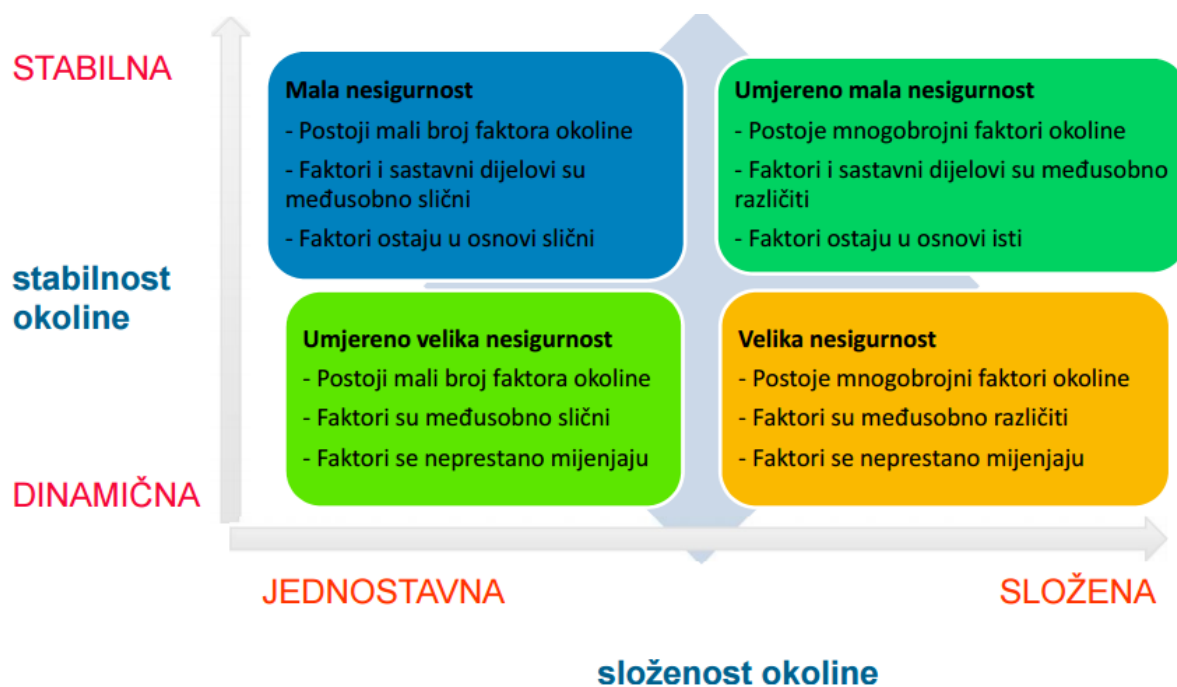 STABILNA
Mala nesigurnost
- Postoji mali broj faktora okoline
- Faktori i sastavni dijelovi su
međusobno slični
- Faktori ostaju u osnovi slični
Umjereno mala nesigurnost
- Postoje mnogobrojni faktori okoline
- Faktori i sastavni dijelovi su međusobno
različiti
- Faktori ostaju u osnovi isti
stabilnost
okoline
Umjereno velika nesigurnost
- Postoji mali broj faktora okoline
- Faktori su međusobno slični
- Faktori se neprestano mijenjaju
Velika nesigurnost
- Postoje mnogobrojni faktori okoline
- Faktori su međusobno različiti
- Faktori se neprestano mijenjaju
DINAMIČNA
JEDNOSTAVNA
SLOŽENA
složenost okoline